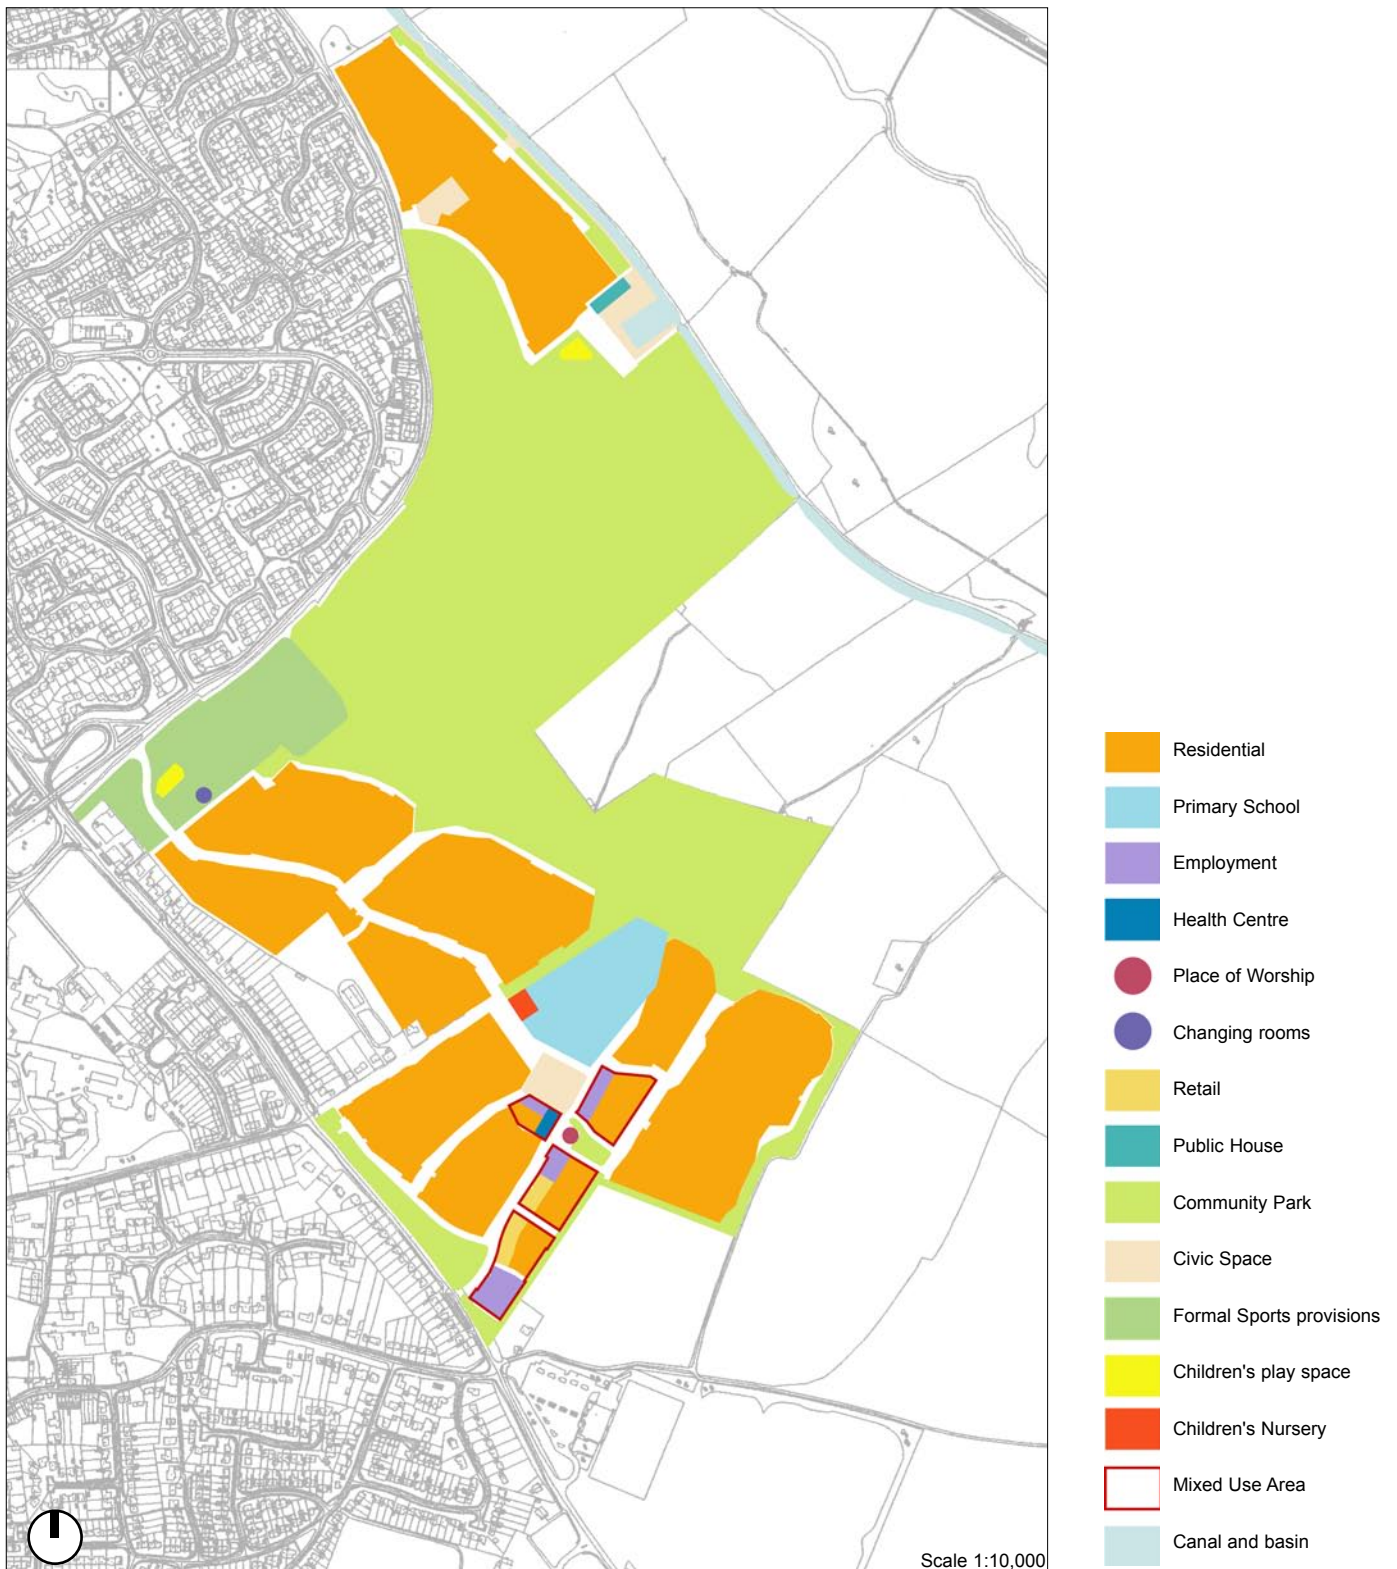 Residential
Primary School
Employment
Health Centre
Place of Worship
Changing rooms
Retail
Public House
Community Park
Civic Space
Formal Sports provisions
Children's play space
Children's Nursery
Mixed Use Area
Canal and basin
Scale 1:10,000